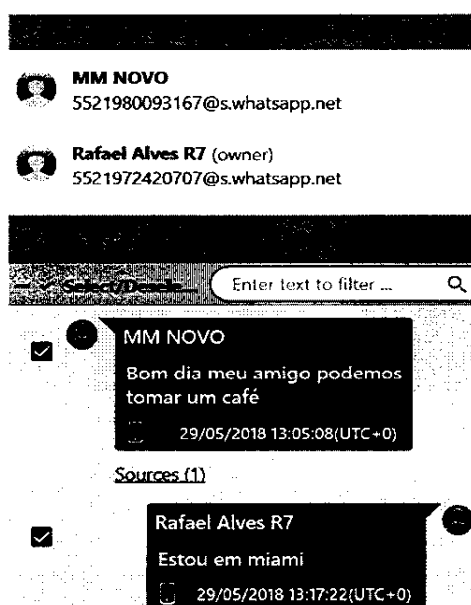 MM NOVO
5521980093167@s.whatsapp.net
Rafael Alves R7 (owner)
5521972420707@s.whatsapp.net
Select/Desele...
Enter text to filter ...
MM NOVO
Bom dia meu amigo podemos
tomar um café
29/05/2018 13:05:08(UTC+0)
Sources (1)
Rafael Alves R7
Estou em miami
29/05/2018 13:17:22(UTC+0)